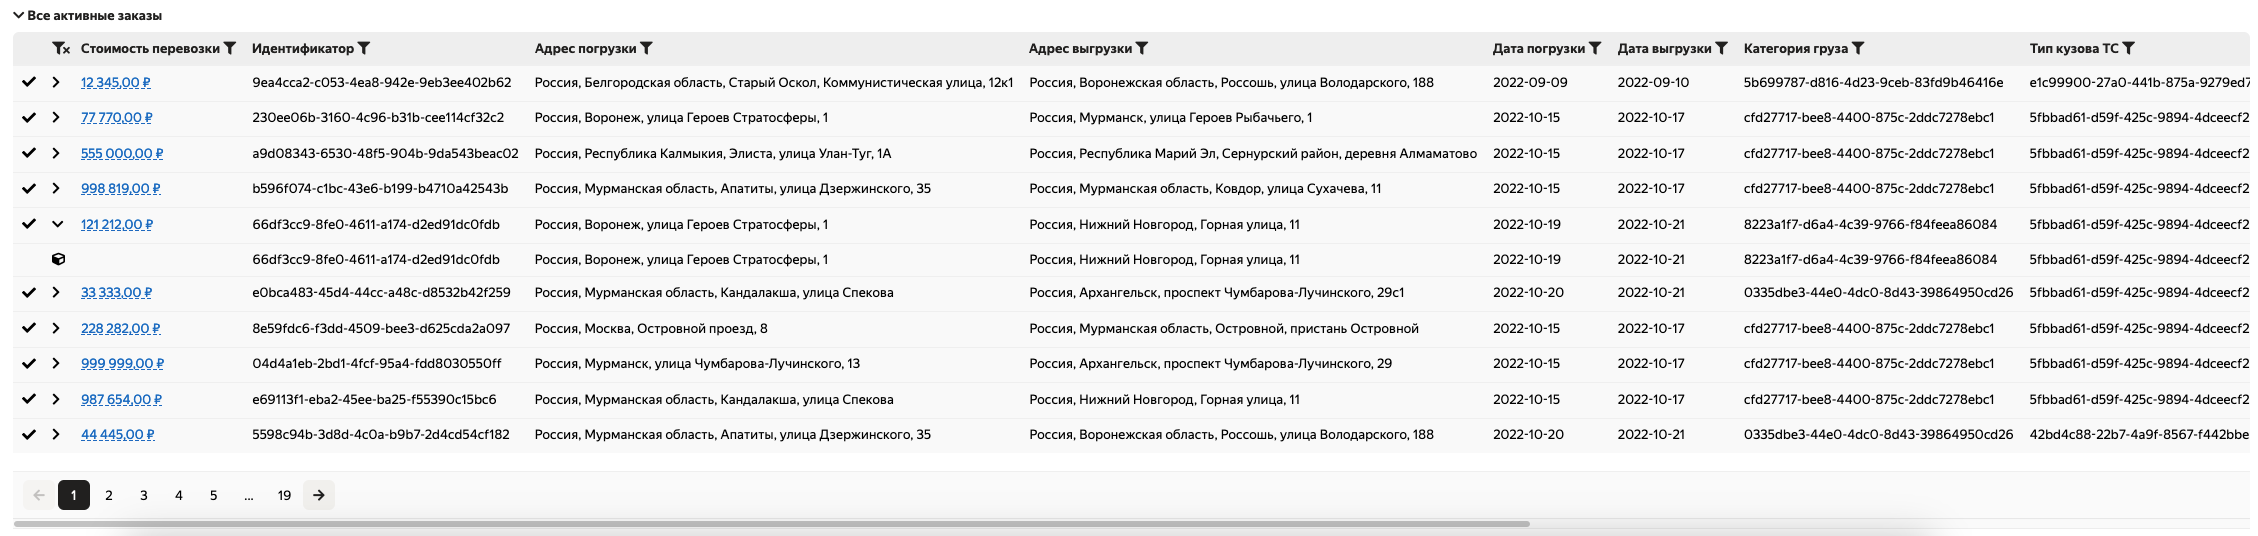 Все активные заказы
Стоимость перевозки Идентификатор Адрес погрузки Адрес выгрузки Дата погрузки Дата выгрузки Категория груза Тип кузова ТС
12 345,00 ₽ 9ea4cca2-c053-4ea8-942e-9eb3ee402b62 Россия, Белгородская область, Старый Оскол, Коммунистическая улица, 12к1 Россия, Воронежская область, Россошь, улица Володарского, 188 2022-09-09 2022-09-10 5b699787-d816-4d23-9ceb-83fd9b46416e e1c99900-27a0-441b-875a-9279ed7
77 770,00 ₽ 230ee06b-3160-4c96-b31b-cee114cf32c2 Россия, Воронеж, улица Героев Стратосферы, 1 Россия, Мурманск, улица Героев Рыбачьего, 1 2022-10-15 2022-10-17 cfd27717-bee8-4400-875c-2ddc7278ebc1 5fbbad61-d59f-425c-9894-4dceecf2
555 000,00 ₽ a9d08343-6530-48f5-904b-9da543beac02 Россия, Республика Калмыкия, Элиста, улица Улан-Туг, 1А Россия, Республика Марий Эл, Сернурский район, деревня Алмаматово 2022-10-15 2022-10-17 cfd27717-bee8-4400-875c-2ddc7278ebc1 5fbbad61-d59f-425c-9894-4dceecf2
998 819,00 ₽ b596f074-c1bc-43e6-b199-b4710a42543b Россия, Мурманская область, Апатиты, улица Дзержинского, 35 Россия, Мурманская область, Ковдор, улица Сухачева, 11 2022-10-15 2022-10-17 cfd27717-bee8-4400-875c-2ddc7278ebc1 5fbbad61-d59f-425c-9894-4dceecf2
121 212,00 ₽ 66df3cc9-8fe0-4611-a174-d2ed91dc0fdb Россия, Воронеж, улица Героев Стратосферы, 1 Россия, Нижний Новгород, Горная улица, 11 2022-10-19 2022-10-21 8223a1f7-d6a4-4c39-9766-f84feea86084 5fbbad61-d59f-425c-9894-4dceecf2
66df3cc9-8fe0-4611-a174-d2ed91dc0fdb Россия, Воронеж, улица Героев Стратосферы, 1 Россия, Нижний Новгород, Горная улица, 11 2022-10-19 2022-10-21 8223a1f7-d6a4-4c39-9766-f84feea86084 5fbbad61-d59f-425c-9894-4dceecf2
33 333,00 ₽ e0bca483-45d4-44cc-a48c-d8532b42f259 Россия, Мурманская область, Кандалакша, улица Спекова Россия, Архангельск, проспект Чумбарова-Лучинского, 29с1 2022-10-20 2022-10-21 0335dbe3-44e0-4dc0-8d43-39864950cd26 5fbbad61-d59f-425c-9894-4dceecf2
228 282,00 ₽ 8e59fdc6-f3dd-4509-bee3-d625cda2a097 Россия, Москва, Островной проезд, 8 Россия, Мурманская область, Островной, пристань Островной 2022-10-15 2022-10-17 cfd27717-bee8-4400-875c-2ddc7278ebc1 5fbbad61-d59f-425c-9894-4dceecf2
999 999,00 ₽ 04d4a1eb-2bd1-4fcf-95a4-fdd8030550ff Россия, Мурманск, улица Чумбарова-Лучинского, 13 Россия, Архангельск, проспект Чумбарова-Лучинского, 29 2022-10-15 2022-10-17 cfd27717-bee8-4400-875c-2ddc7278ebc1 5fbbad61-d59f-425c-9894-4dceecf2
987 654,00 ₽ e69113f1-eba2-45ee-ba25-f55390c15bc6 Россия, Мурманская область, Кандалакша, улица Спекова Россия, Нижний Новгород, Горная улица, 11 2022-10-15 2022-10-17 cfd27717-bee8-4400-875c-2ddc7278ebc1 5fbbad61-d59f-425c-9894-4dceecf2
44 445,00 ₽ 5598c94b-3d8d-4c0a-b9b7-2d4cd54cf182 Россия, Мурманская область, Апатиты, улица Дзержинского, 35 Россия, Воронежская область, Россошь, улица Володарского, 188 2022-10-20 2022-10-21 0335dbe3-44e0-4dc0-8d43-39864950cd26 42bd4c88-22b7-4a9f-8567-f442bbe
1 2 3 4 5 ... 19